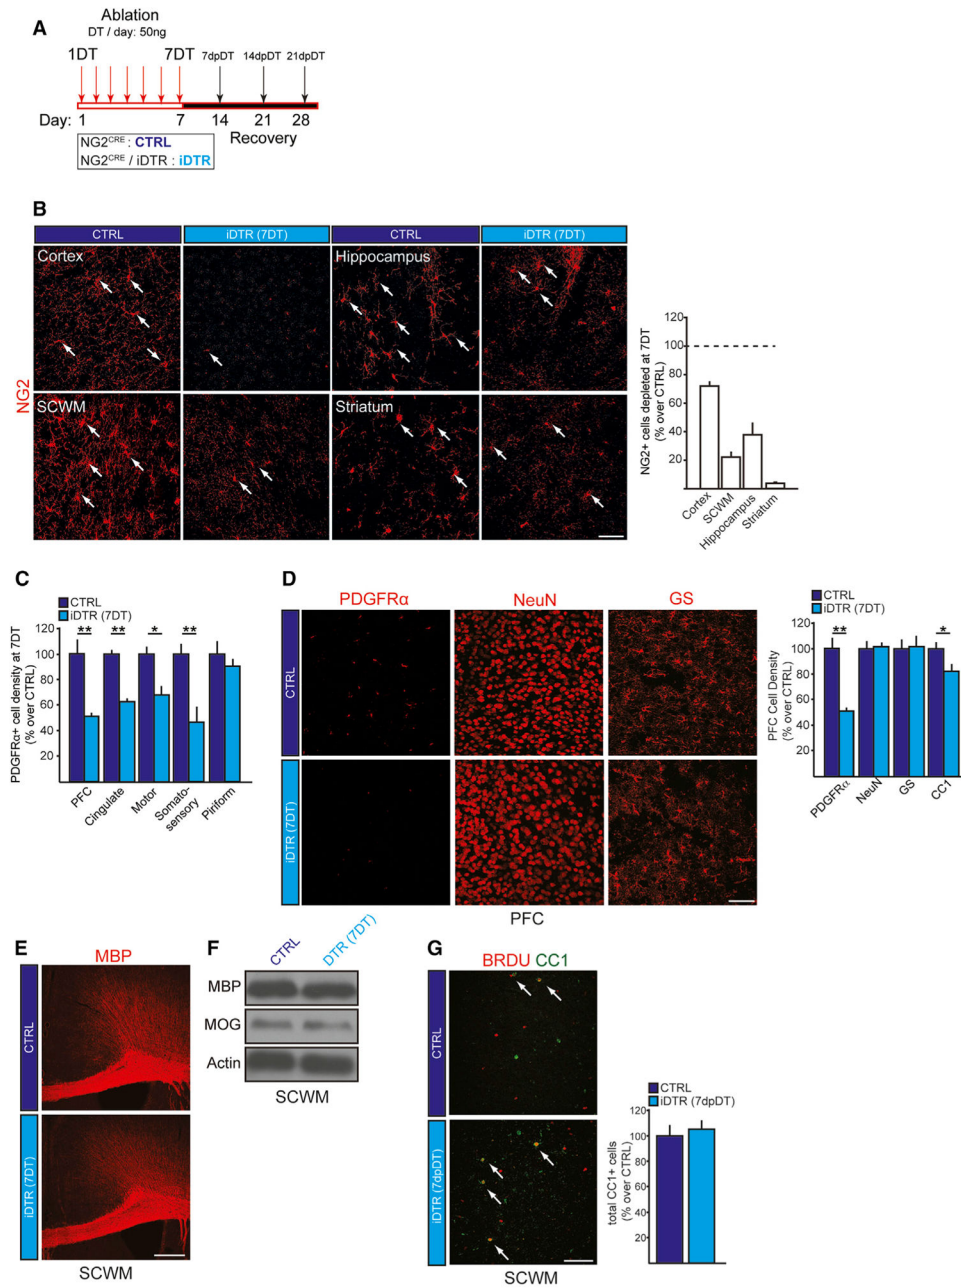 A
Ablation
DT / day: 50ng
1DT 7DT 7dpDT 14dpDT 21dpDT
Day: 1 7 14 21 28
Recovery
NG2CRE : CTRL
NG2CRE / iDTR : iDTR
B
CTRL iDTR (7DT) CTRL iDTR (7DT)
NG2
Cortex Hippocampus
SCWM Striatum
NG2+ cells depleted at 7DT
(% over CTRL)
120
100
80
60
40
20
Cortex
SCWM
Hippocampus
Striatum
C
CTRL
iDTR (7DT)
PDGFRα+ cell density at 7DT
(% over CTRL)
120
100
80
60
40
20
** ** * **
PFC
Cingulate
Motor
Somato-
sensory
Piriform
D
PDGFRα NeuN GS
CTRL
iDTR (7DT)
PFC
CTRL
iDTR (7DT)
PFC Cell Density
(% over CTRL)
120
100
80
60
40
20
** *
PDGFRα
NeuN
GS
CC1
E
MBP
CTRL
iDTR (7DT)
SCWM
F
CTRL DTR (7DT)
MBP
MOG
Actin
SCWM
G
BRDU CC1
CTRL
iDTR (7dpDT)
SCWM
CTRL
iDTR (7dpDT)
total CC1+ cells
(% over CTRL)
120
100
80
60
40
20